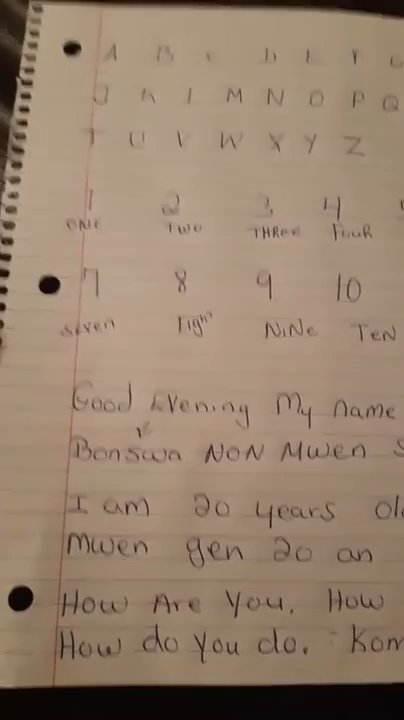 A B C D E F G
J K L M N O P Q
T U V W X Y Z
1 2 3 4
ONE TWO THREE FOUR
7 8 9 10
Seven Eight NINe TEN
Good Evening My name
Bonswa NON Mwen S
I am 20 years old
Mwen gen 20 an
How Are You. How
How do you do. Kom